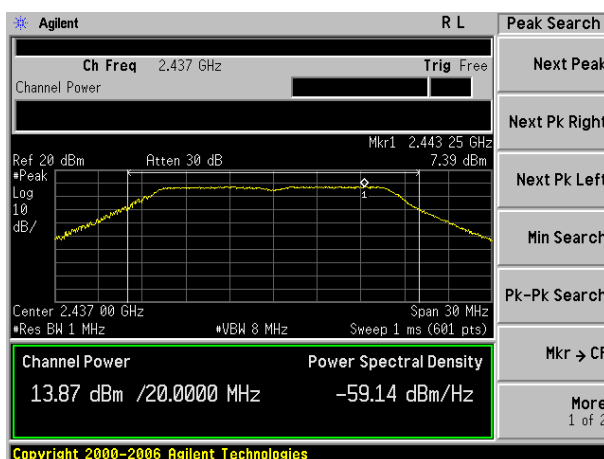 Agilent R L Peak Search
Ch Freq 2.437 GHz Trig Free
Channel Power
Next Peak
Next Pk Right
Next Pk Left
Min Search
Pk-Pk Search
Mkr → CF
More
1 of 2
Mkr1 2.443 25 GHz
Ref 20 dBm Atten 30 dB 7.39 dBm
#Peak
Log
10
dB/
1
Center 2.437 00 GHz Span 30 MHz
#Res BW 1 MHz #VBW 8 MHz Sweep 1 ms (601 pts)
Channel Power Power Spectral Density
13.87 dBm /20.0000 MHz -59.14 dBm/Hz
Copyright 2000-2006 Agilent Technologies